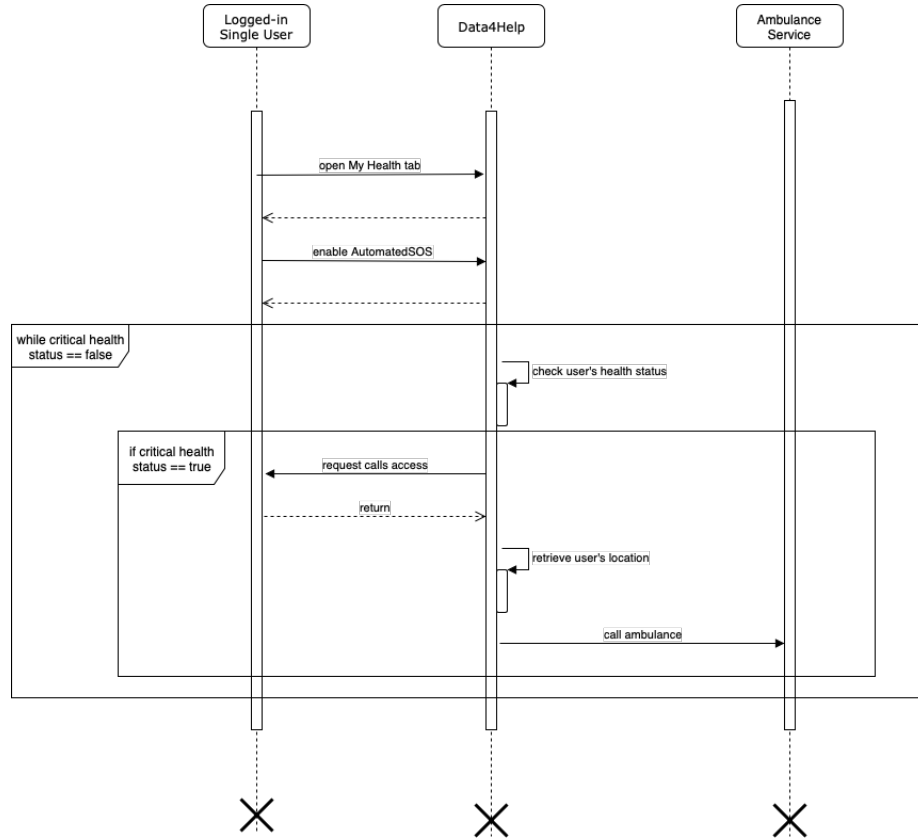 Logged-in
Single User
Data4Help
Ambulance
Service
open My Health tab
enable AutomatedSOS
while critical health
status == false
check user's health status
if critical health
status == true
request calls access
return
retrieve user's location
call ambulance